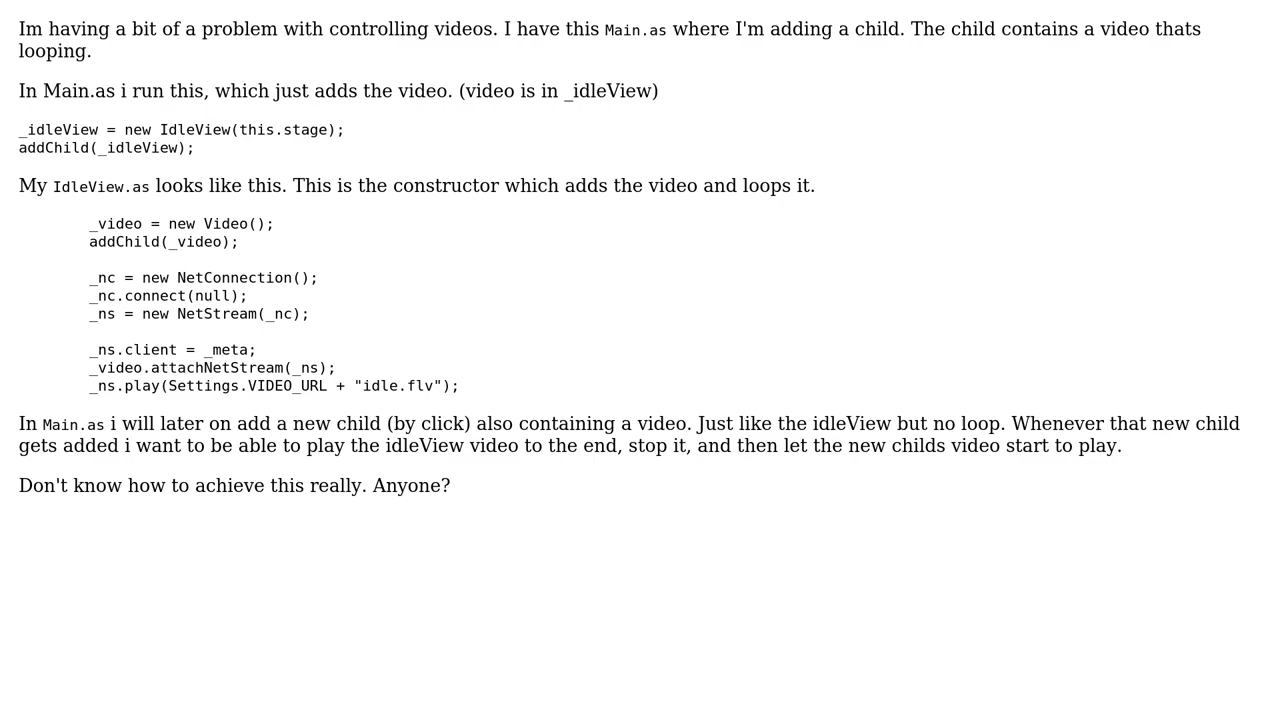 Im having a bit of a problem with controlling videos. I have this Main.as where I'm adding a child. The child contains a video thats
looping.
In Main.as i run this, which just adds the video. (video is in _idleView)
_idleView = new IdleView(this.stage);
addChild(_idleView);
My IdleView.as looks like this. This is the constructor which adds the video and loops it.
_video = new Video();
addChild(_video);
_nc = new NetConnection();
_nc.connect(null);
_ns = new NetStream(_nc);
_ns.client = _meta;
_video.attachNetStream(_ns);
_ns.play(Settings.VIDEO_URL + "idle.flv");
In Main.as i will later on add a new child (by click) also containing a video. Just like the idleView but no loop. Whenever that new child
gets added i want to be able to play the idleView video to the end, stop it, and then let the new childs video start to play.
Don't know how to achieve this really. Anyone?